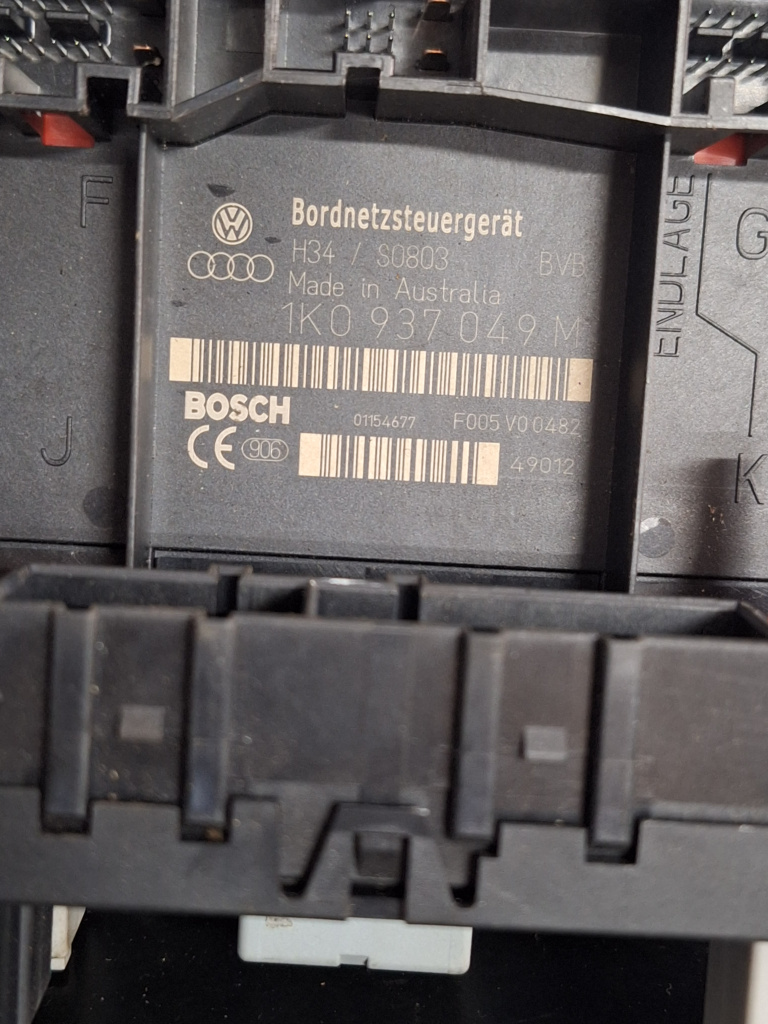 F
Bordnetzsteuergerät
H34 / S0803 BVB
Made in Australia
1K0 937 049 M
BOSCH
01154677 F005 V0 0482
CE 906
49012
J
ENDLAGE
G
K